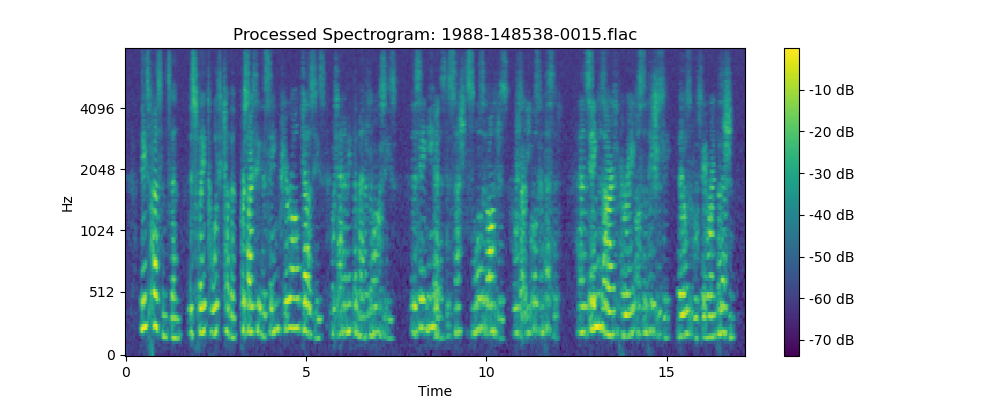 Processed Spectrogram: 1988-148538-0015.flac
Hz
4096
2048
1024
512
0
0 5 10 15
Time
-10 dB
-20 dB
-30 dB
-40 dB
-50 dB
-60 dB
-70 dB